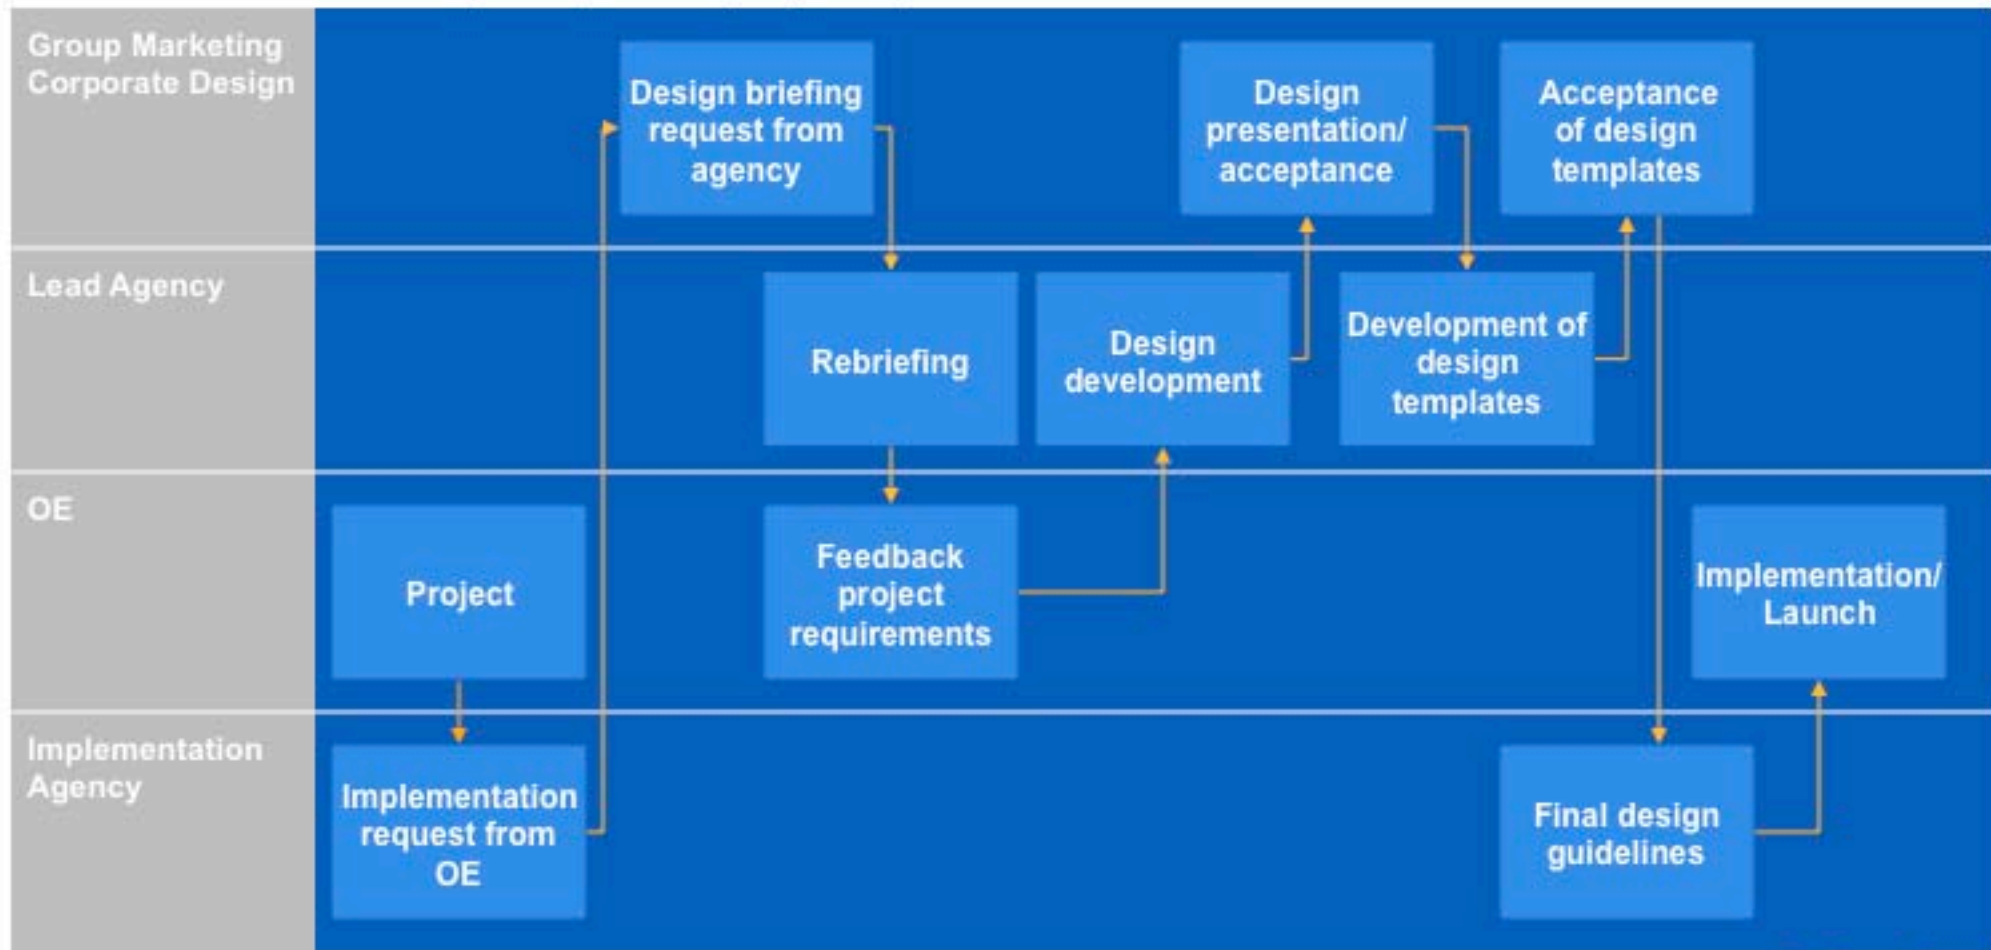 Group Marketing
Corporate Design
Design briefing
request from
agency
Design
presentation/
acceptance
Acceptance
of design
templates
Lead Agency
Rebriefing
Design
development
Development of
design
templates
OE
Project
Feedback
project
requirements
Implementation/
Launch
Implementation
Agency
Implementation
request from
OE
Final design
guidelines